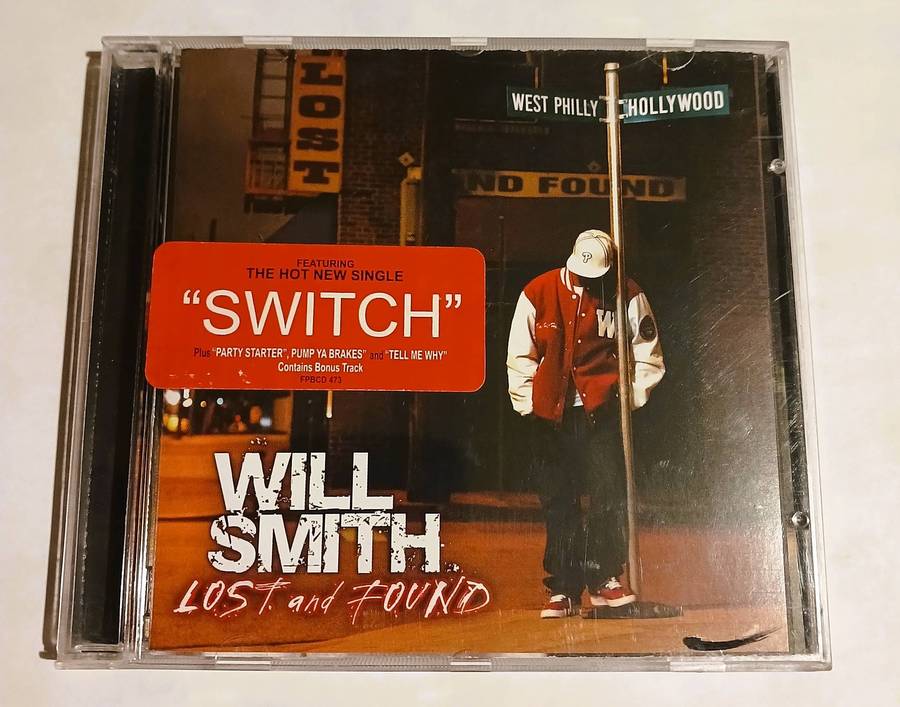 LOST
WEST PHILLY HOLLYWOOD
ND FOUND
P
W
FEATURING
THE HOT NEW SINGLE
“SWITCH”
Plus “PARTY STARTER”, PUMP YA BRAKES” and “TELL ME WHY”
Contains Bonus Track
FPBCD 473
WILL
SMITH
LOST and FOUND